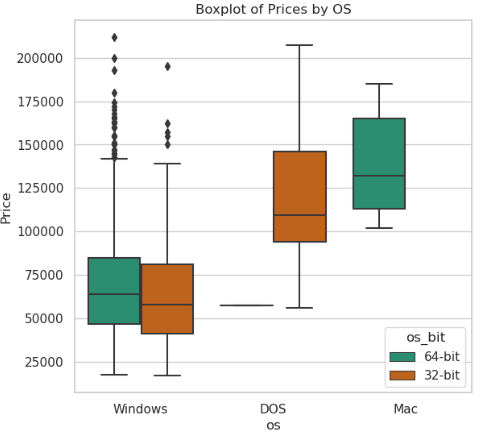 Boxplot of Prices by OS
200000
175000
150000
125000
100000
75000
50000
25000
Price
Windows
DOS
Mac
os
os_bit
64-bit
32-bit